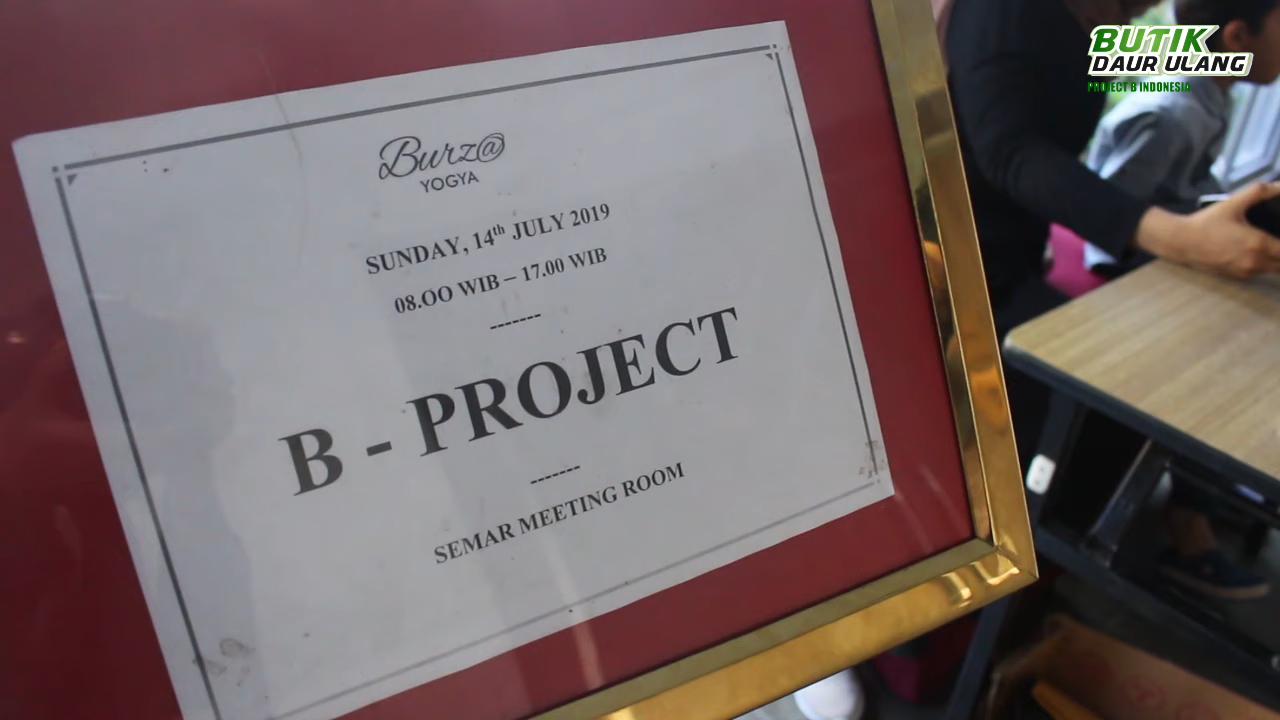 Burz@
YOGYA
SUNDAY, 14th JULY 2019
08.OO WIB – 17.00 WIB
-------
B - PROJECT
-------
SEMAR MEETING ROOM
BUTIK
DAUR ULANG
PROJECT B INDONESIA